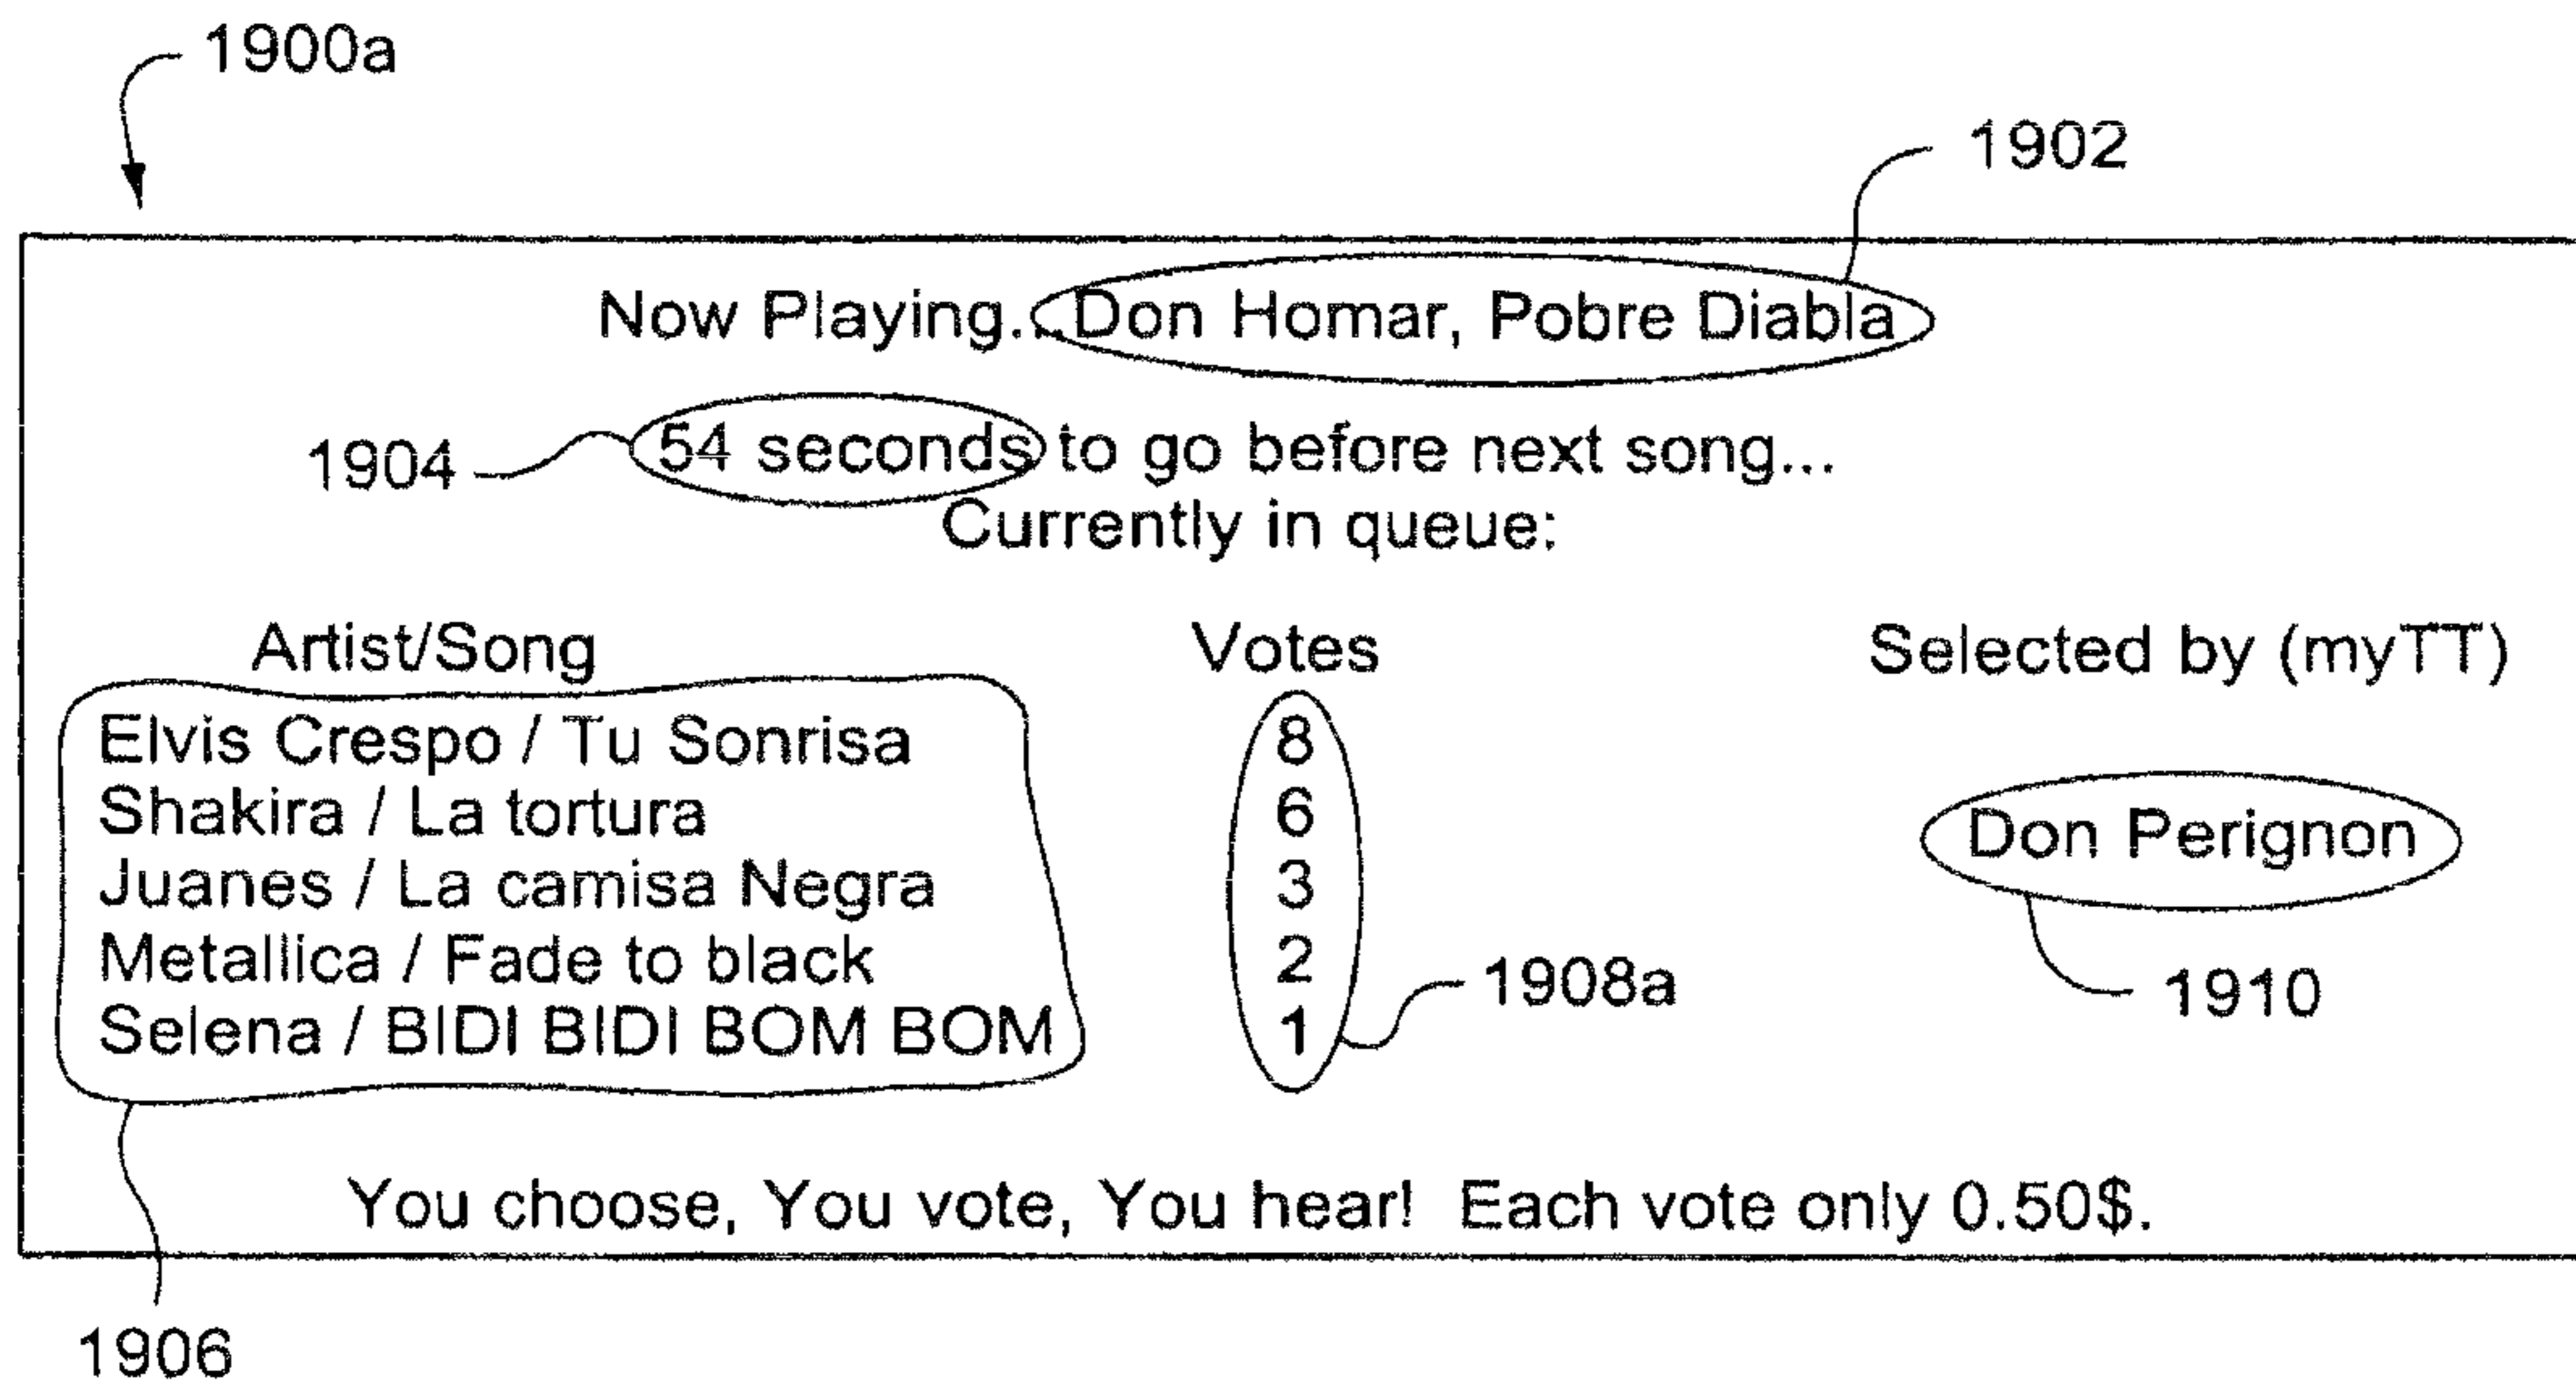 1900a
1902
Now Playing...Don Homar, Pobre Diabla
1904 54 seconds to go before next song...
Currently in queue:
Artist/Song Votes Selected by (myTT)
Elvis Crespo / Tu Sonrisa 8
Shakira / La tortura 6 Don Perignon
Juanes / La camisa Negra 3
Metallica / Fade to black 2 1908a 1910
Selena / BIDI BIDI BOM BOM 1
You choose, You vote, You hear! Each vote only 0.50$.
1906